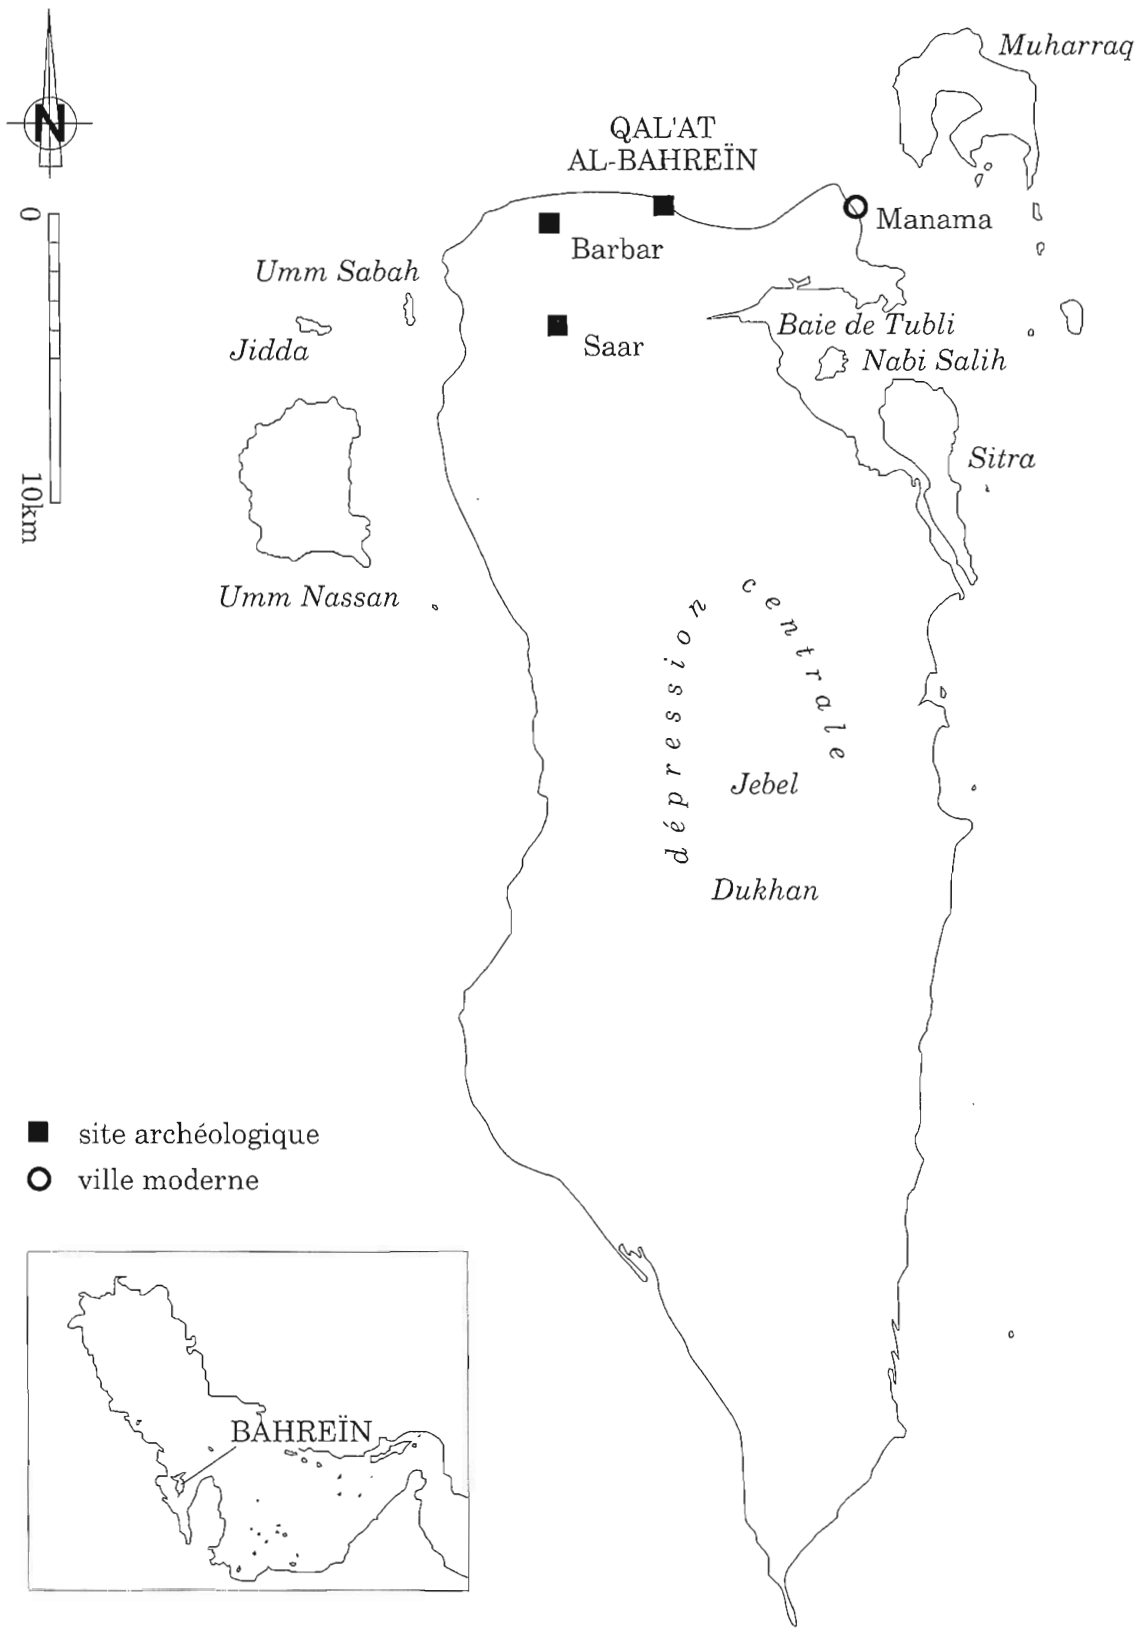 Muharraq
N
QAL'AT
AL-BAHREÏN
0
Manama
Barbar
Umm Sabah
Baie de Tubli
Jidda
Saar
Nabi Salih
Sitra
10km
Umm Nassan
dépression centrale
Jebel
Dukhan
site archéologique
ville moderne
BAHREÏN